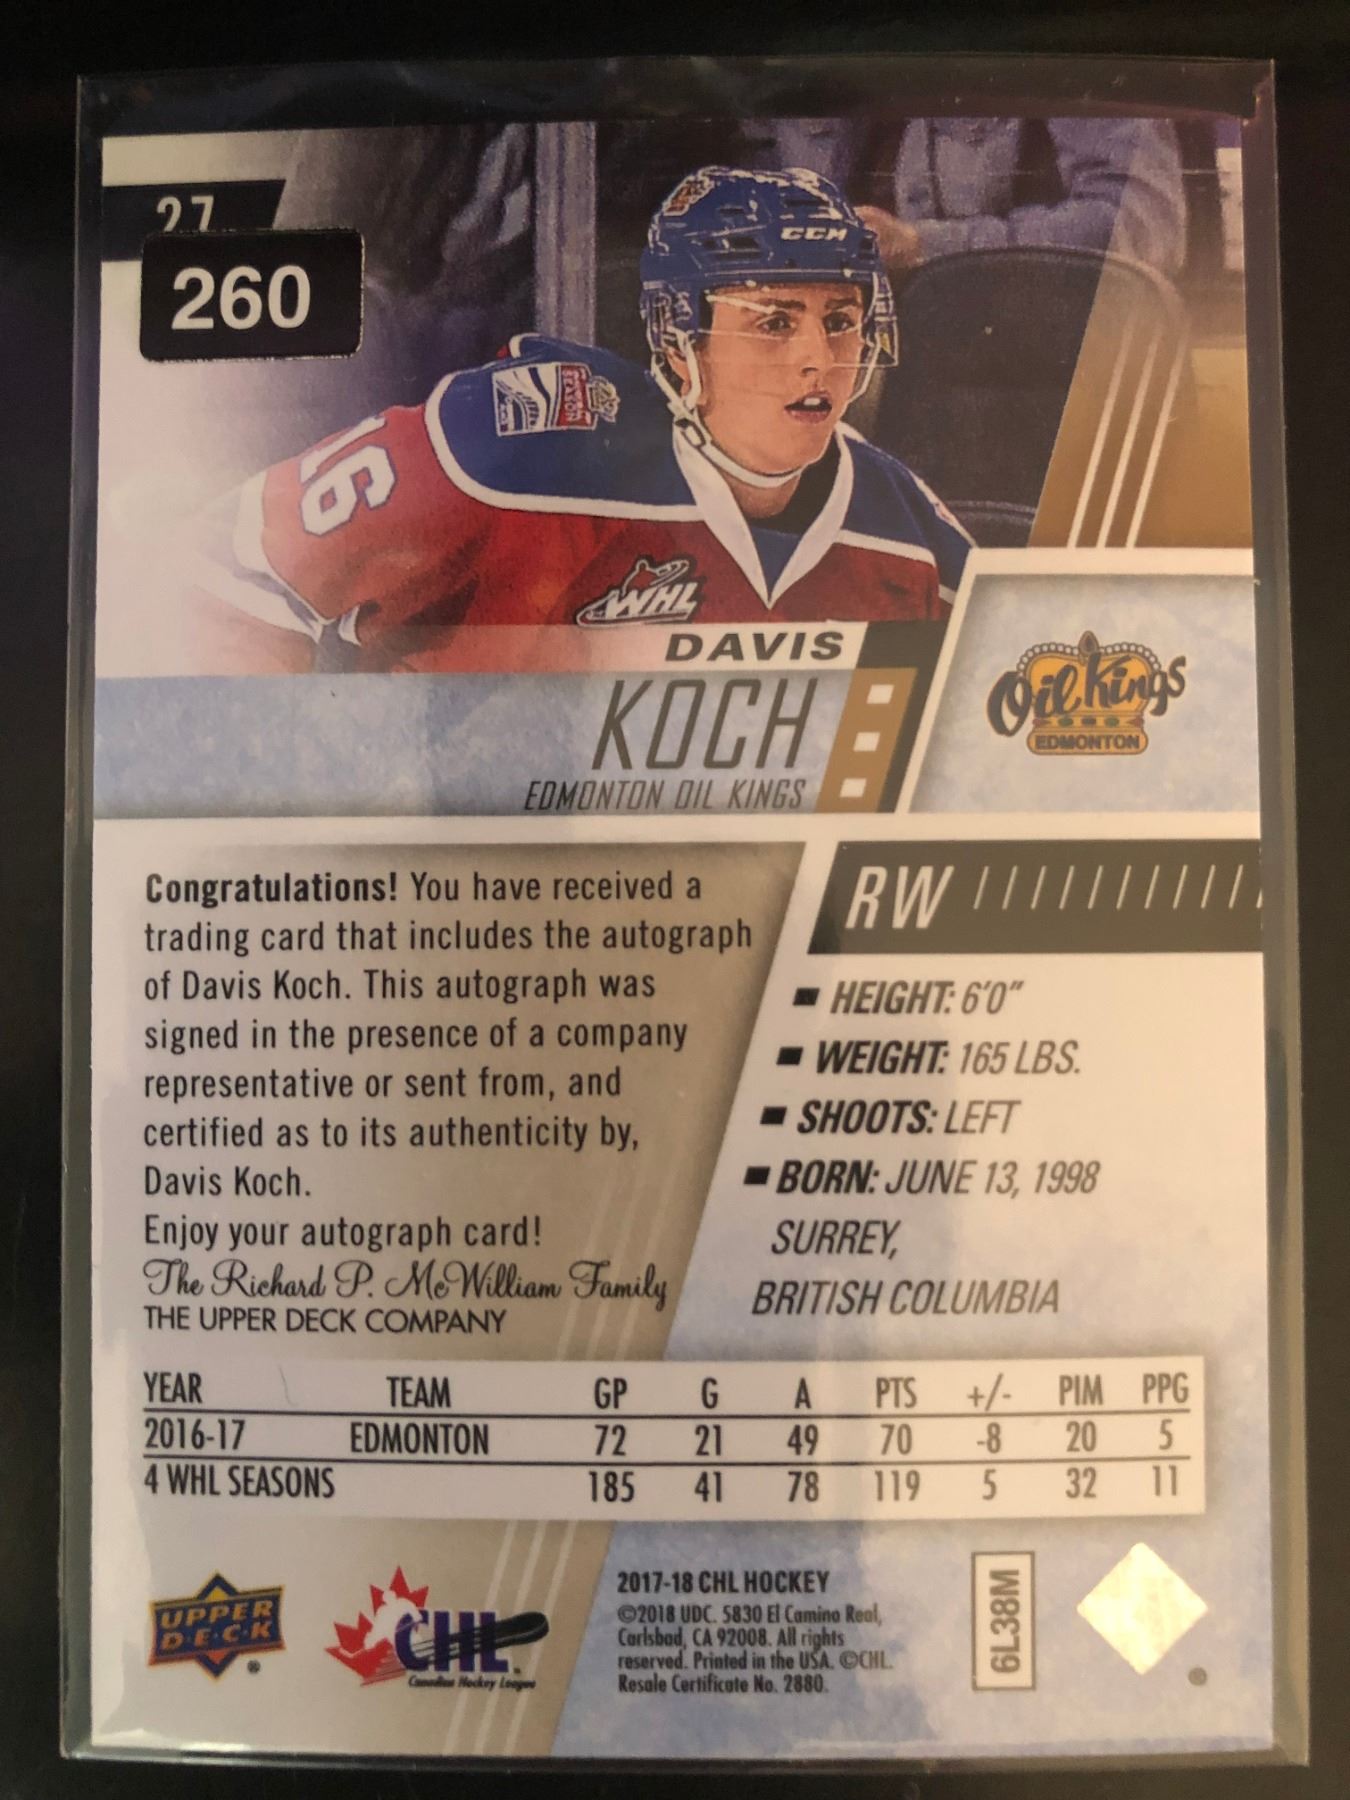 27
260
CCM
16
WHL
DAVIS
KOCH
EDMONTON OIL KINGS
Oil Kings
EDMONTON
RW
Congratulations! You have received a
trading card that includes the autograph
of Davis Koch. This autograph was
signed in the presence of a company
representative or sent from, and
certified as to its authenticity by,
Davis Koch.
Enjoy your autograph card!
The Richard P. McWilliam Family
THE UPPER DECK COMPANY
HEIGHT: 6'0"
WEIGHT: 165 LBS.
SHOOTS: LEFT
BORN: JUNE 13, 1998
SURREY,
BRITISH COLUMBIA
YEAR TEAM GP G A PTS +/- PIM PPG
2016-17 EDMONTON 72 21 49 70 -8 20 5
4 WHL SEASONS 185 41 78 119 5 32 11
UPPER
D·E·C·K
CHL
Canadian Hockey League
2017-18 CHL HOCKEY
©2018 UDC. 5830 El Camino Real,
Carlsbad, CA 92008. All rights
reserved. Printed in the USA. ©CHL.
Resale Certificate No. 2880.
6L38M